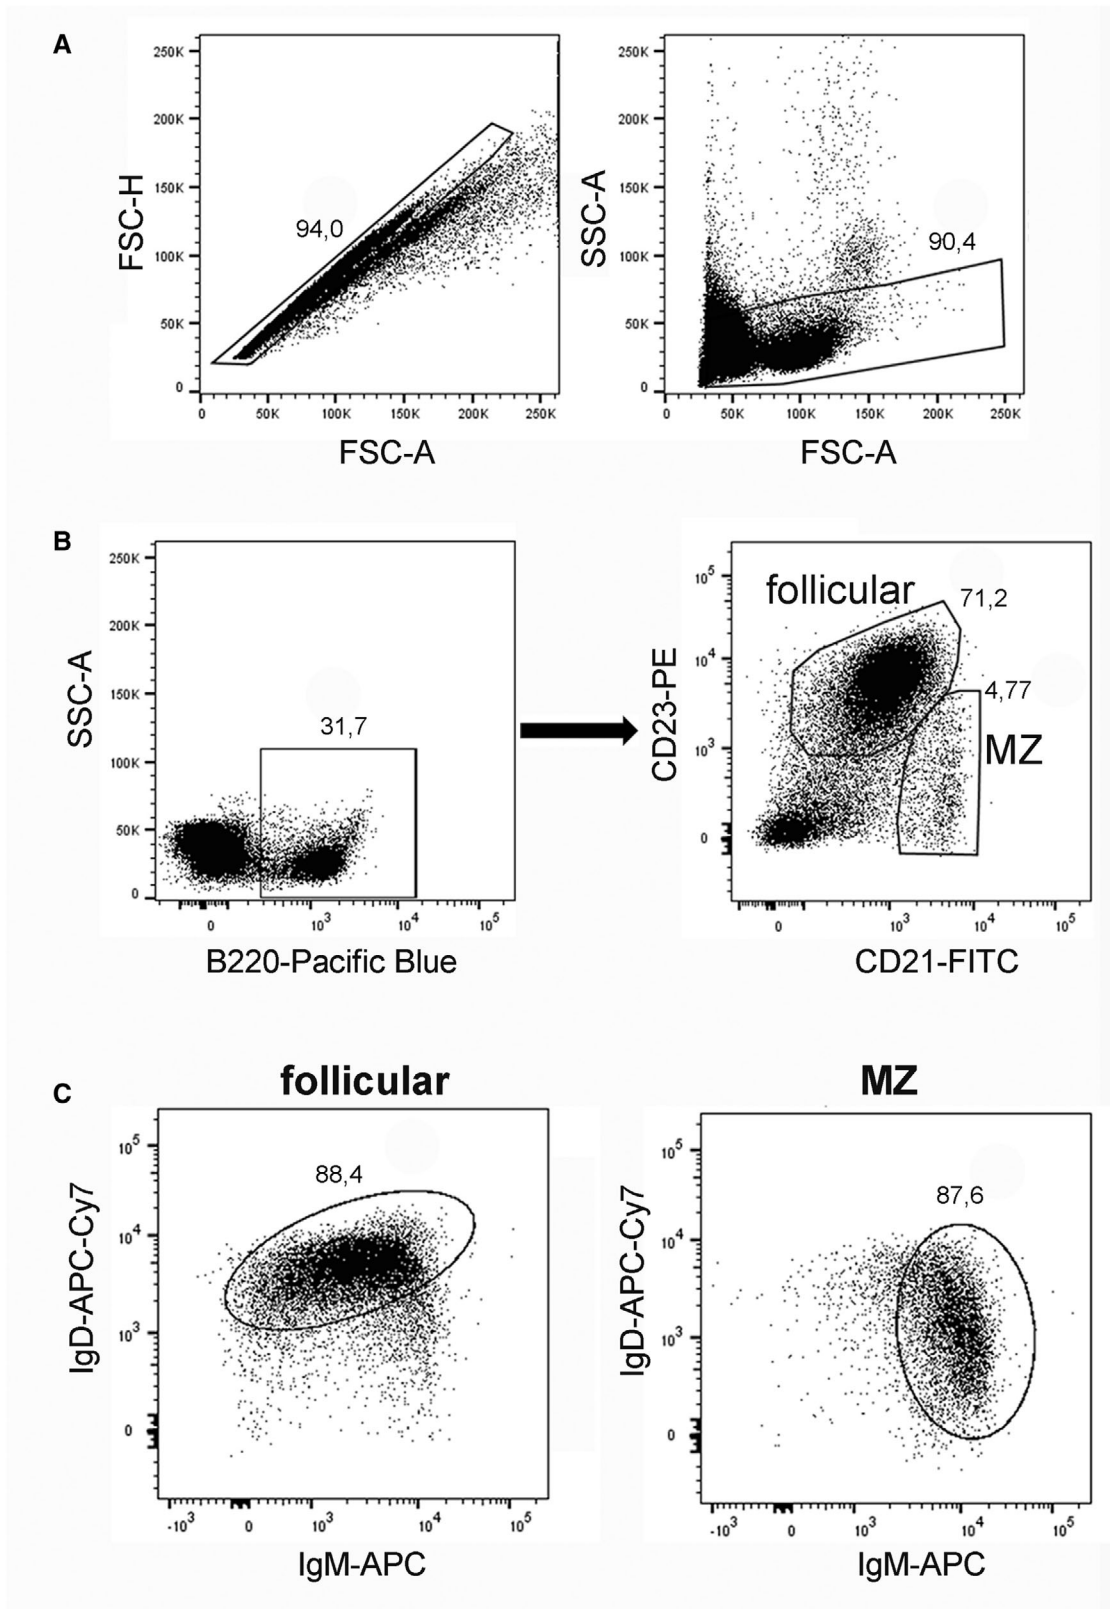 A
FSC-H
250K
200K
150K
100K
50K
0
94,0
0 50K 100K 150K 200K 250K
FSC-A
SSC-A
250K
200K
150K
100K
50K
0
90,4
0 50K 100K 150K 200K 250K
FSC-A
B
SSC-A
250K
200K
150K
100K
50K
0
31,7
0 10³ 10⁴ 10⁵
B220-Pacific Blue
CD23-PE
10⁵
10⁴
10³
0
follicular
71,2
4,77
MZ
0 10³ 10⁴ 10⁵
CD21-FITC
C
follicular
IgD-APC-Cy7
10⁵
10⁴
10³
0
88,4
-10³ 0 10³ 10⁴ 10⁵
IgM-APC
MZ
IgD-APC-Cy7
10⁵
10⁴
10³
0
87,6
-10³ 0 10³ 10⁴ 10⁵
IgM-APC